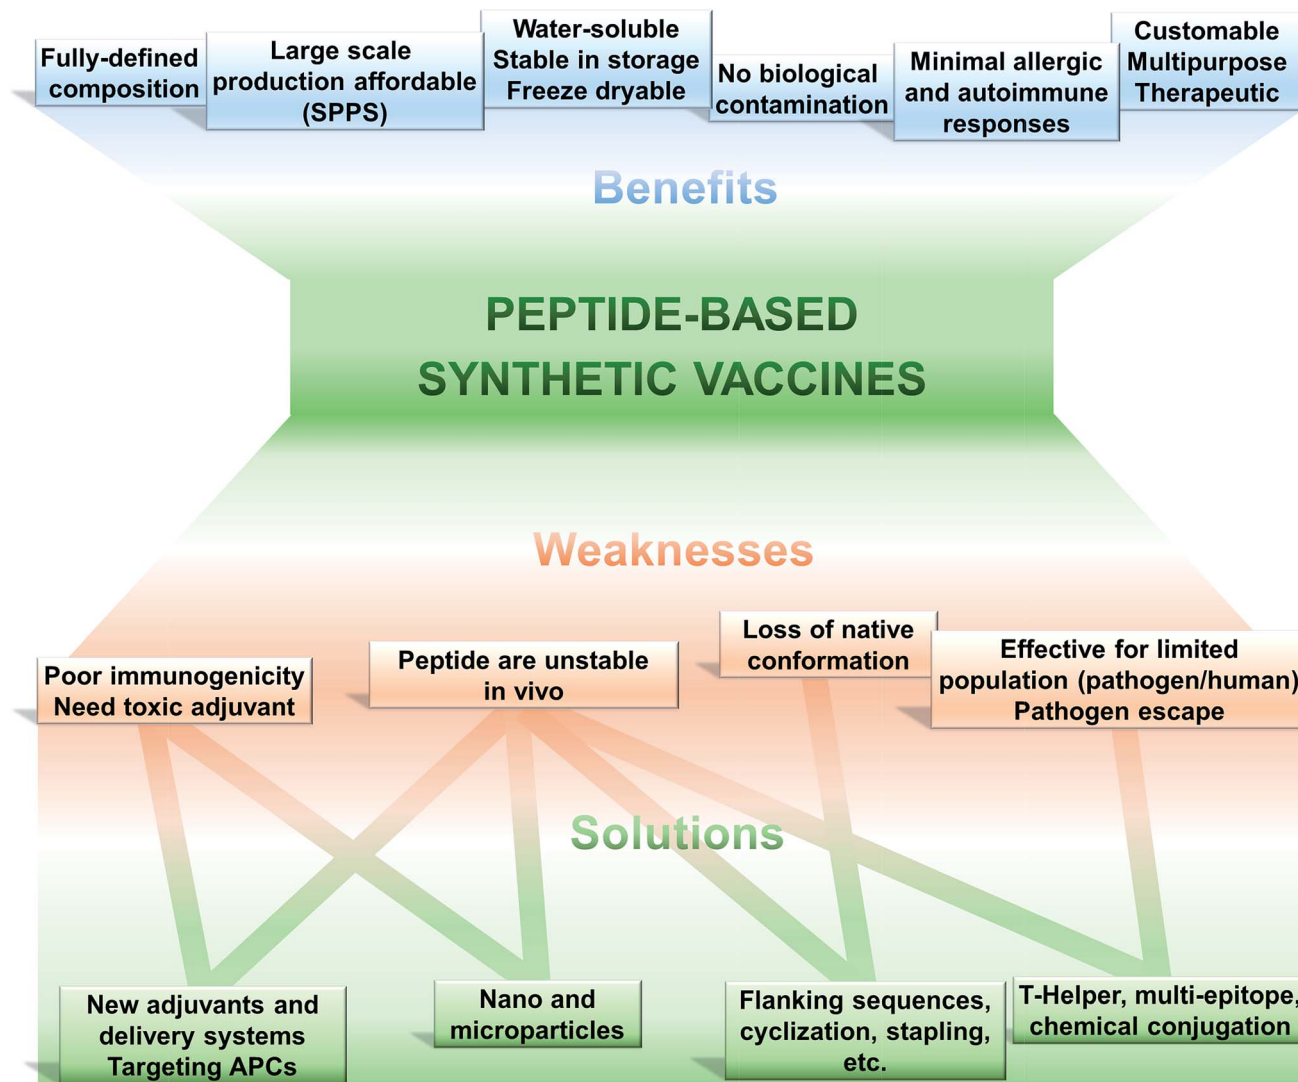 Fully-defined
composition
Large scale
production affordable
(SPPS)
Water-soluble
Stable in storage
Freeze dryable
No biological
contamination
Minimal allergic
and autoimmune
responses
Customable
Multipurpose
Therapeutic
Benefits
PEPTIDE-BASED
SYNTHETIC VACCINES
Weaknesses
Poor immunogenicity
Need toxic adjuvant
Peptide are unstable
in vivo
Loss of native
conformation
Effective for limited
population (pathogen/human)
Pathogen escape
Solutions
New adjuvants and
delivery systems
Targeting APCs
Nano and
microparticles
Flanking sequences,
cyclization, stapling,
etc.
T-Helper, multi-epitope,
chemical conjugation